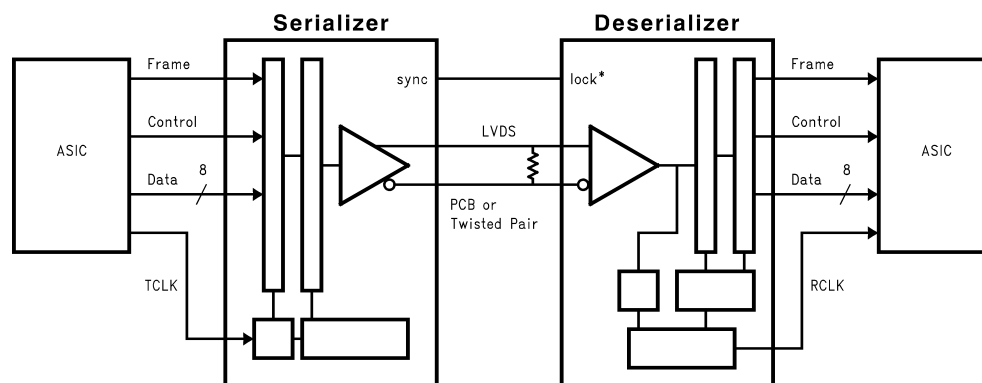 Serializer
Deserializer
Frame
sync
lock*
Frame
Control
LVDS
Control
ASIC
ASIC
8
Data
8
Data
PCB or
Twisted Pair
TCLK
RCLK